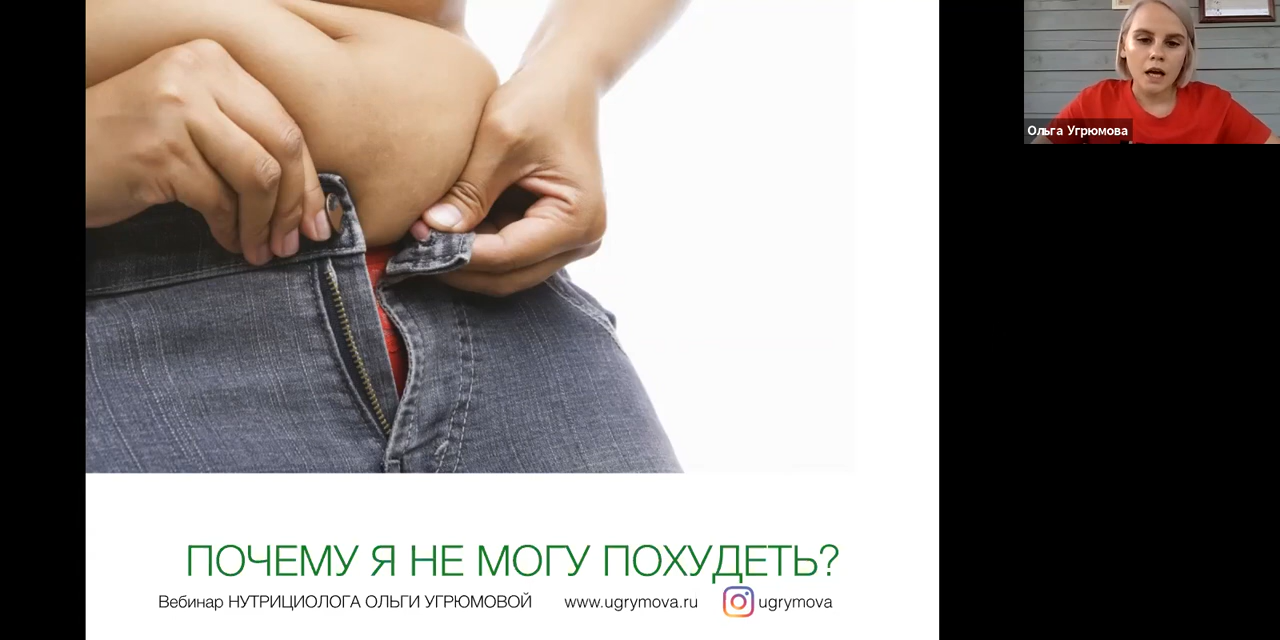 Ольга Угрюмова
ПОЧЕМУ Я НЕ МОГУ ПОХУДЕТЬ?
Вебинар НУТРИЦИОЛОГА ОЛЬГИ УГРЮМОВОЙ www.ugrymova.ru ugrymova